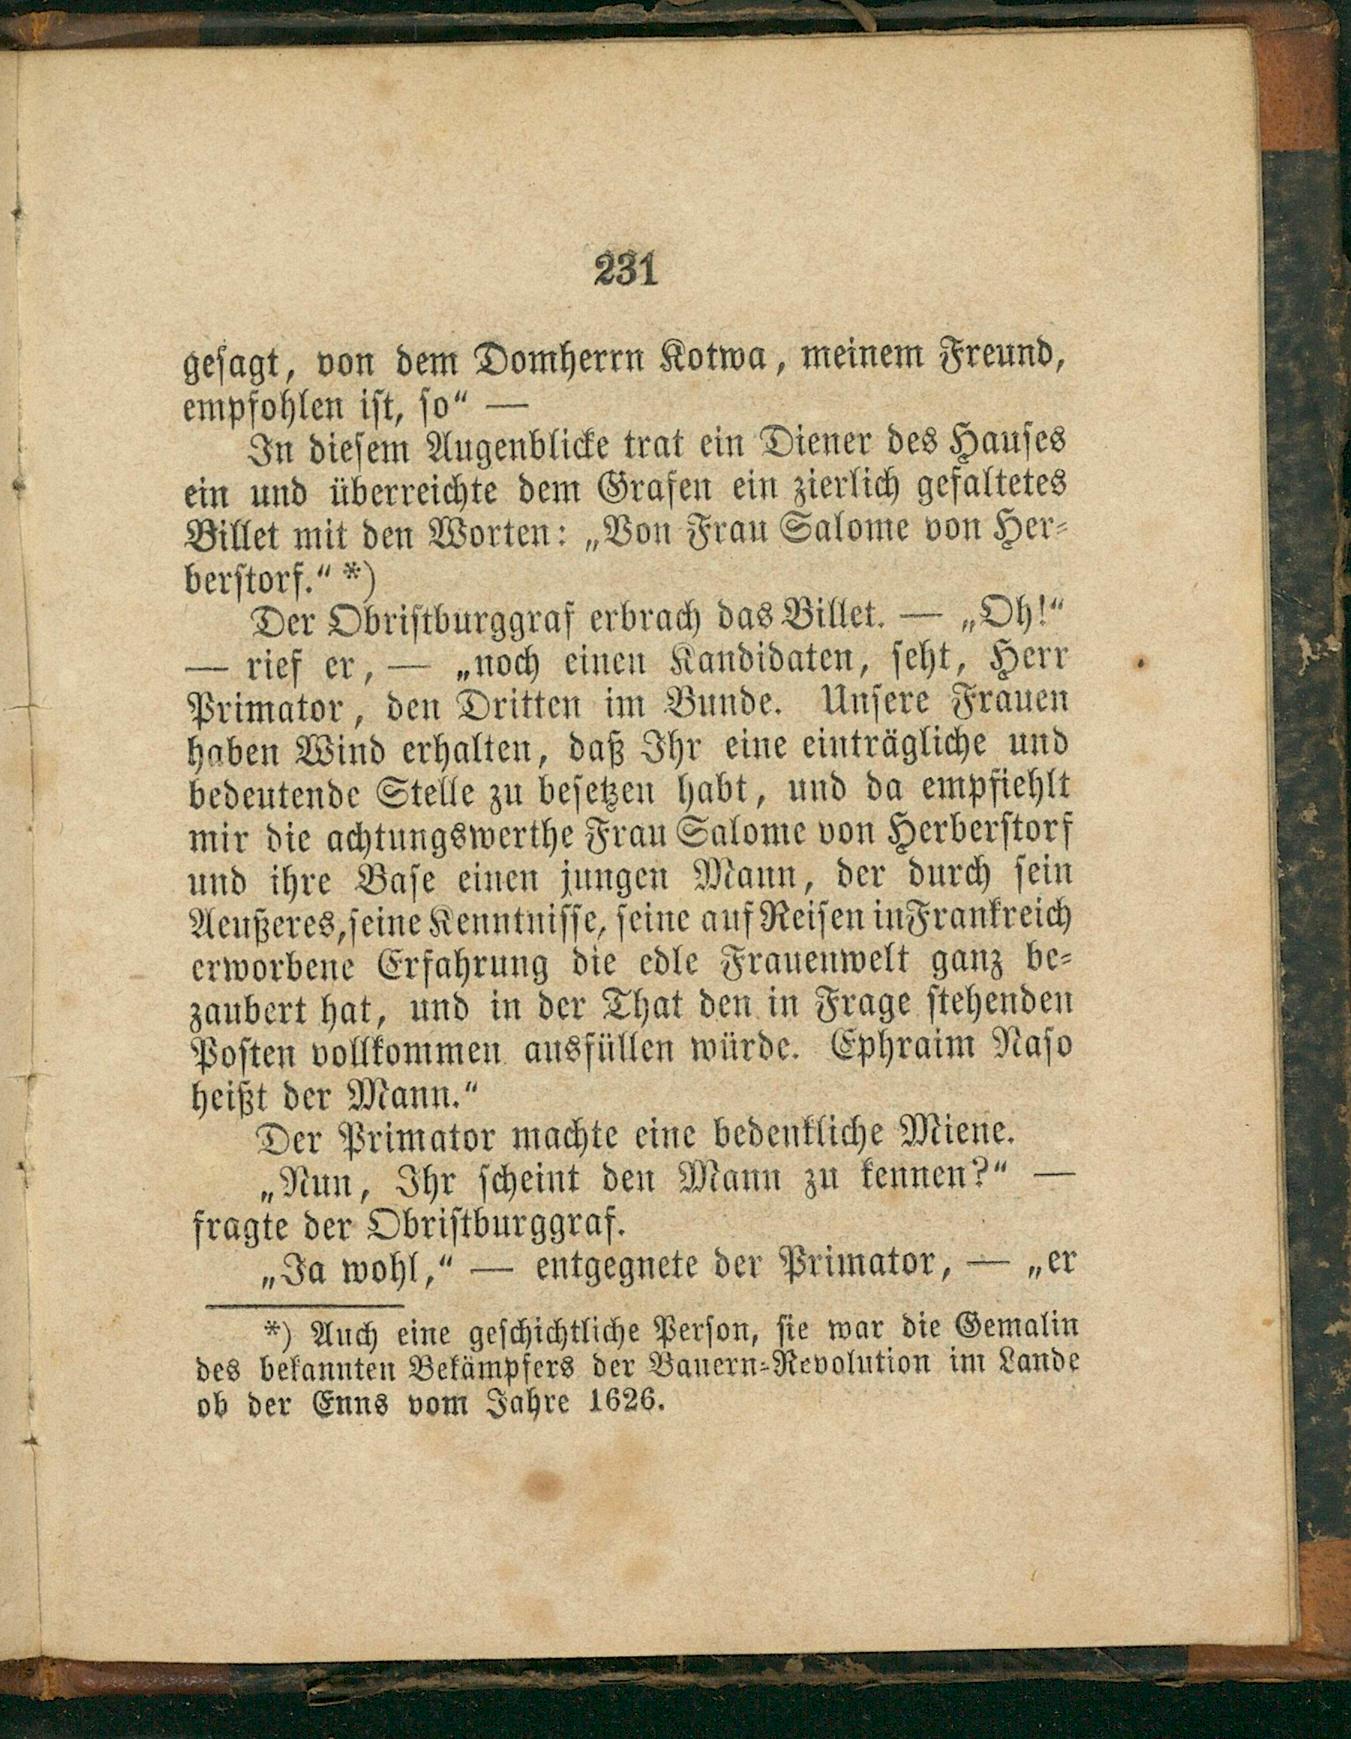 231
gesagt, von dem Domherrn Kotwa, meinem Freund,
empfohlen ist, so“ —
In diesem Augenblicke trat ein Diener des Hauses
ein und überreichte dem Grafen ein zierlich gefaltetes
Billet mit den Worten: „Von Frau Salome von Her-
berstorf.“ *)
Der Obristburggraf erbrach das Billet. — „Oh!“
— rief er, — „noch einen Kandidaten, seht, Herr
Primator, den Dritten im Bunde. Unsere Frauen
haben Wind erhalten, daß Ihr eine einträgliche und
bedeutende Stelle zu besetzen habt, und da empfiehlt
mir die achtungswerthe Frau Salome von Herberstorf
und ihre Base einen jungen Mann, der durch sein
Aeußeres, seine Kenntnisse, seine auf Reisen in Frankreich
erworbene Erfahrung die edle Frauenwelt ganz be-
zaubert hat, und in der That den in Frage stehenden
Posten vollkommen ausfüllen würde. Ephraim Naso
heißt der Mann.“
Der Primator machte eine bedenkliche Miene.
„Nun, Ihr scheint den Mann zu kennen?“ —
fragte der Obristburggraf.
„Ja wohl,“ — entgegnete der Primator, — „er
*) Auch eine geschichtliche Person, sie war die Gemalin
des bekannten Bekämpfers der Bauern-Revolution im Lande
ob der Enns vom Jahre 1626.